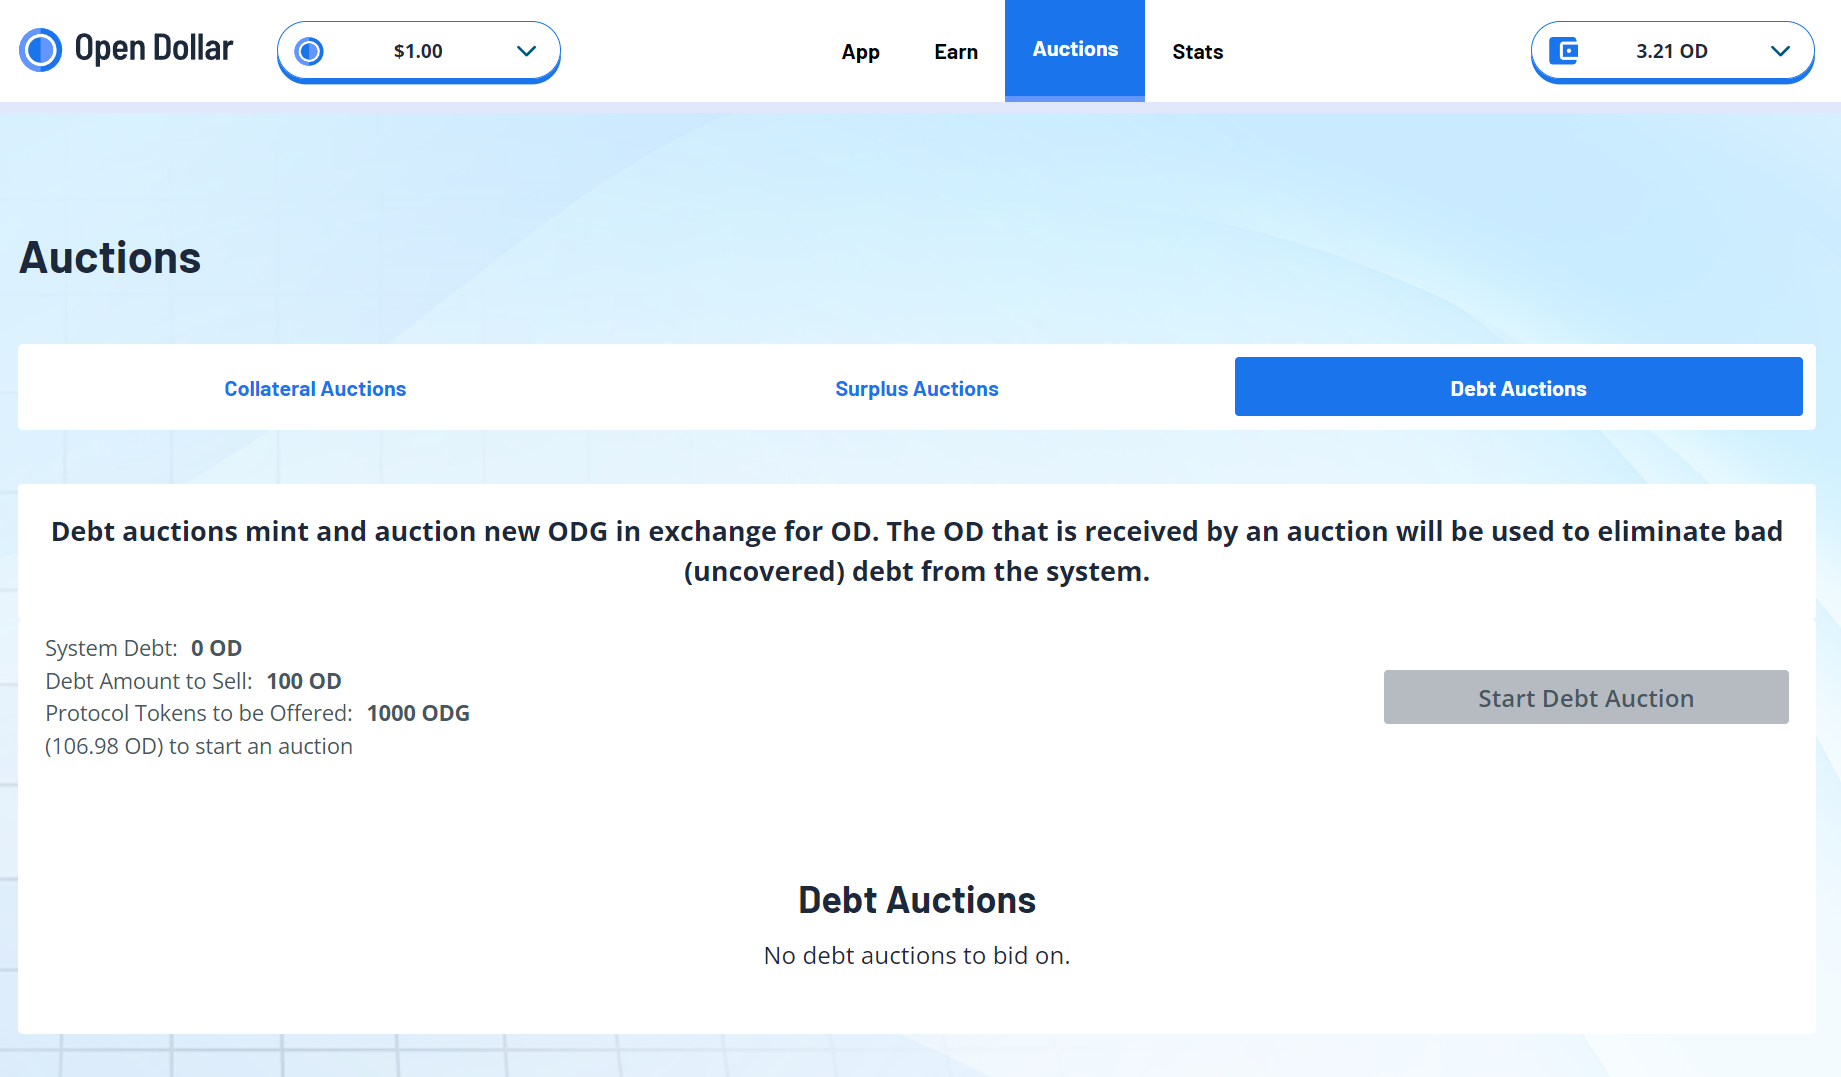 Open Dollar
$1.00
App
Earn
Auctions
Stats
3.21 OD
Auctions
Collateral Auctions
Surplus Auctions
Debt Auctions
Debt auctions mint and auction new ODG in exchange for OD. The OD that is received by an auction will be used to eliminate bad
(uncovered) debt from the system.
System Debt: 0 OD
Debt Amount to Sell: 100 OD
Protocol Tokens to be Offered: 1000 ODG
(106.98 OD) to start an auction
Start Debt Auction
Debt Auctions
No debt auctions to bid on.